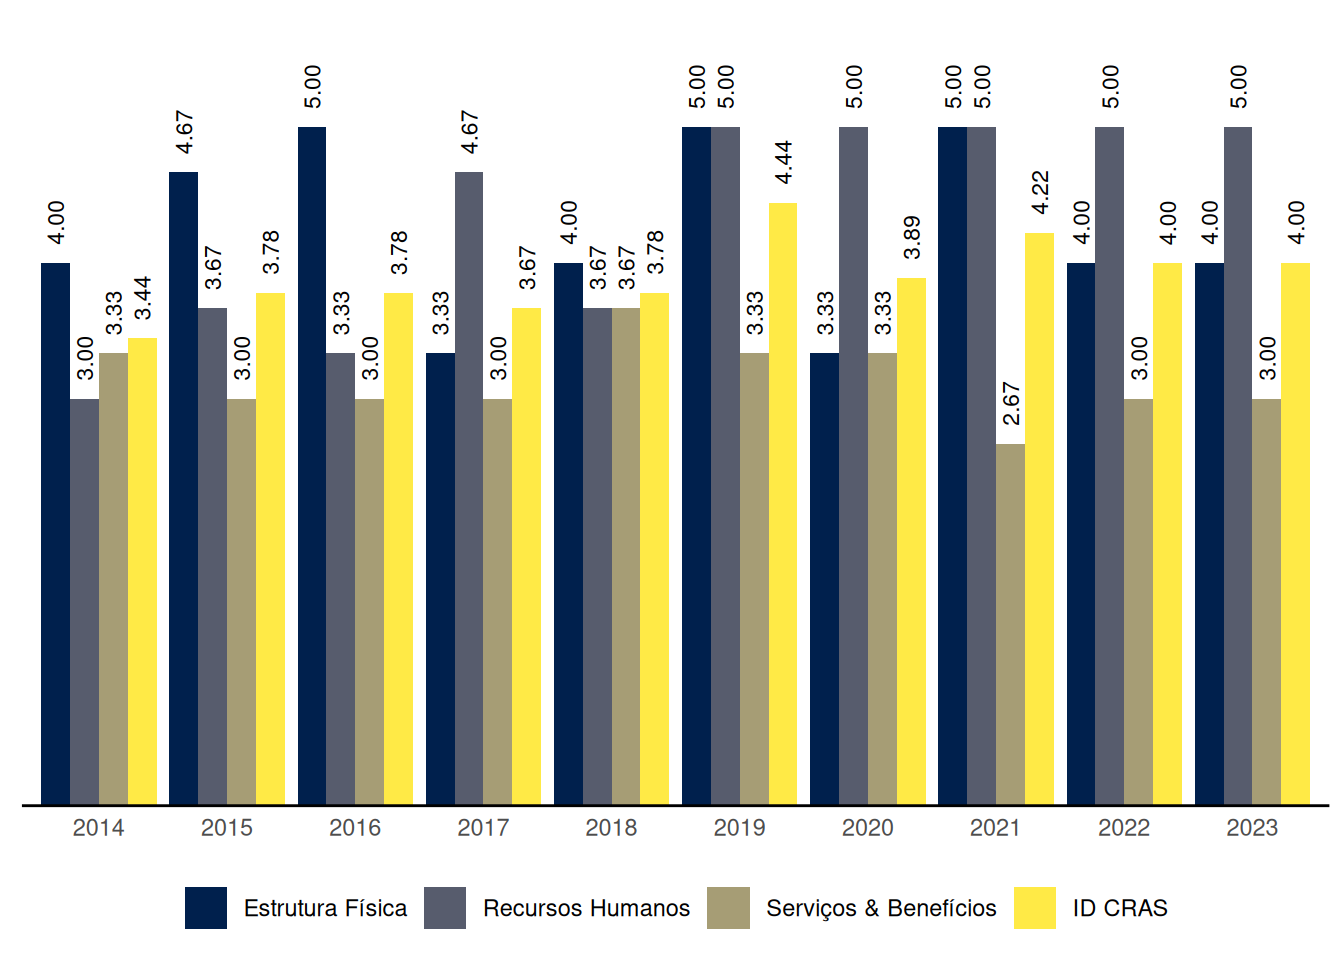 4.00 3.00 3.33 3.44
4.67 3.67 3.00 3.78
5.00 3.33 3.00 3.78
3.33 4.67 3.00 3.67
4.00 3.67 3.67 3.78
5.00 5.00 3.33 4.44
3.33 5.00 3.33 3.89
5.00 5.00 2.67 4.22
4.00 5.00 3.00 4.00
4.00 5.00 3.00 4.00
2014 2015 2016 2017 2018 2019 2020 2021 2022 2023
Estrutura Física Recursos Humanos Serviços & Benefícios ID CRAS